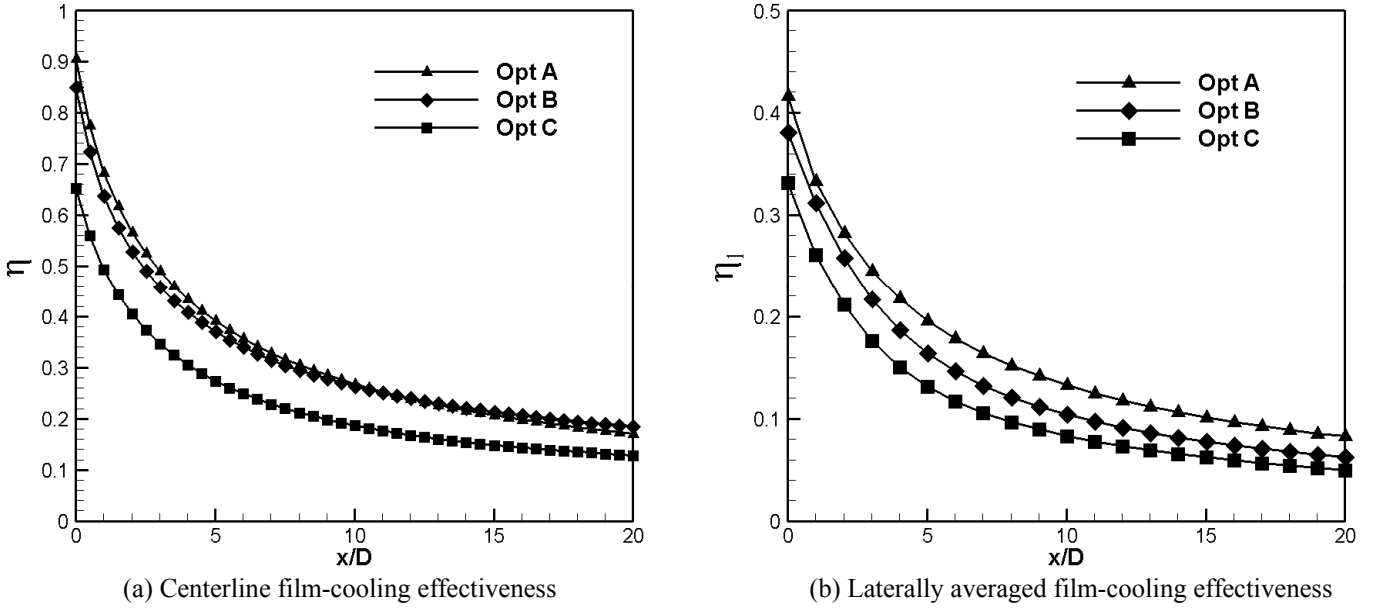 1
0.9
0.8
0.7
0.6
0.5
0.4
0.3
0.2
0.1
0
η
Opt A
Opt B
Opt C
0 5 10 15 20
x/D
(a) Centerline film-cooling effectiveness
0.5
0.4
0.3
0.2
0.1
0
η₁
Opt A
Opt B
Opt C
0 5 10 15 20
x/D
(b) Laterally averaged film-cooling effectiveness